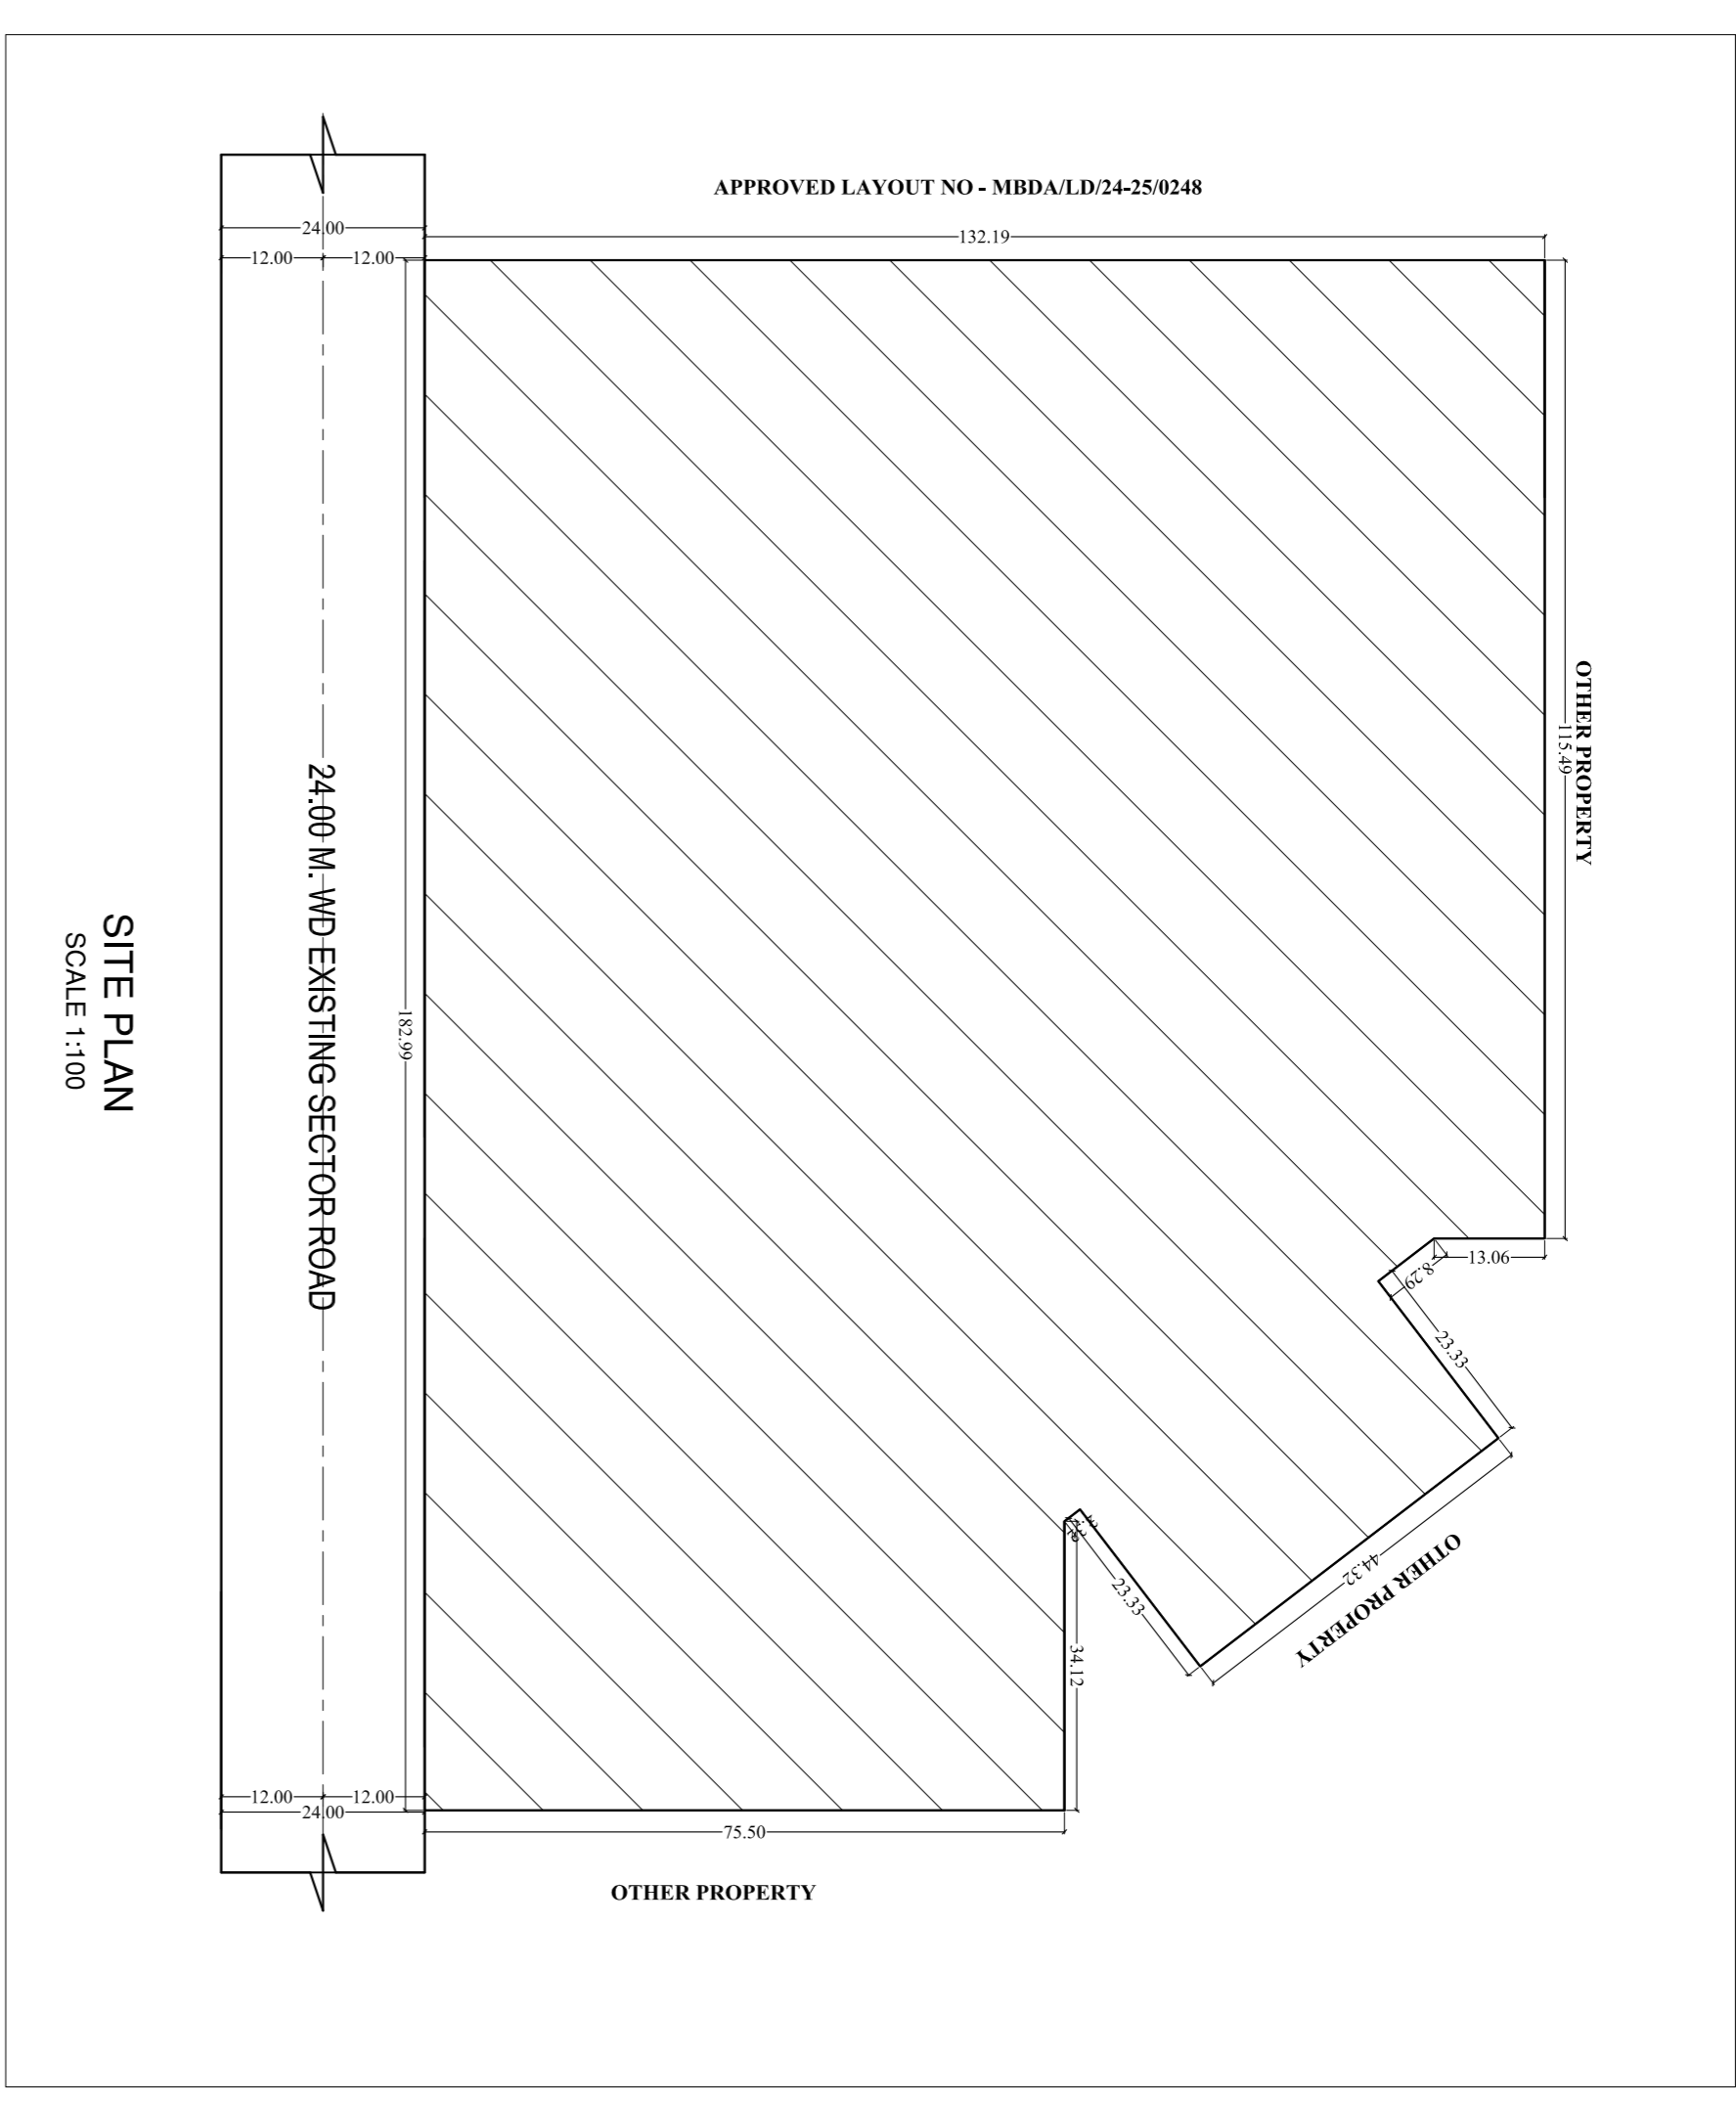 APPROVED LAYOUT NO - MBDA/LD/24-25/0248
24.00
132.19
12.00
12.00
OTHER PROPERTY
115.49
24.00 M. WD EXISTING SECTOR ROAD
182.99
SITE PLAN
SCALE 1:100
13.06
8.29
23.33
44.32
OTHER PROPERTY
23.33
34.12
12.00
12.00
24.00
75.50
OTHER PROPERTY